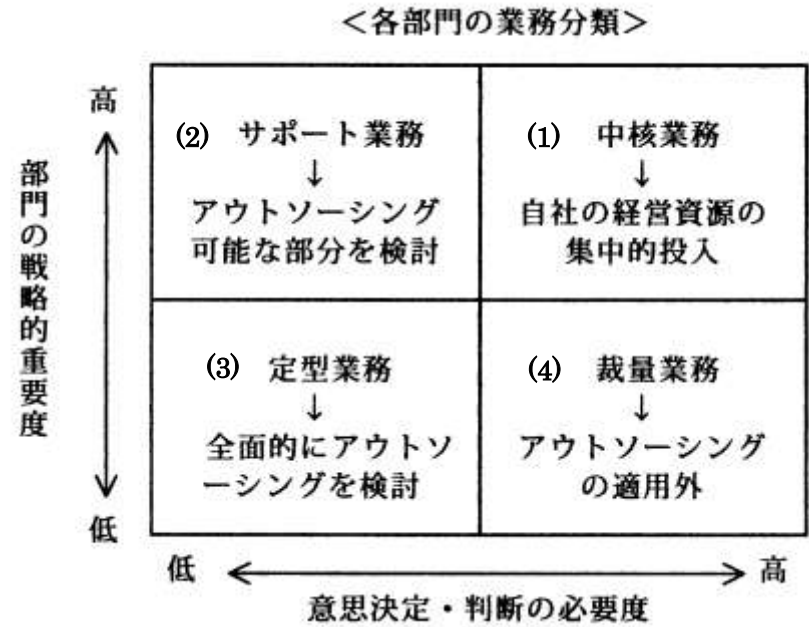 ＜各部門の業務分類＞
高
部門の戦略的重要度
低
(2) サポート業務
↓
アウトソーシング
可能な部分を検討
(1) 中核業務
↓
自社の経営資源の
集中的投入
(3) 定型業務
↓
全面的にアウトソ
ーシングを検討
(4) 裁量業務
↓
アウトソーシング
の適用外
低
高
意思決定・判断の必要度